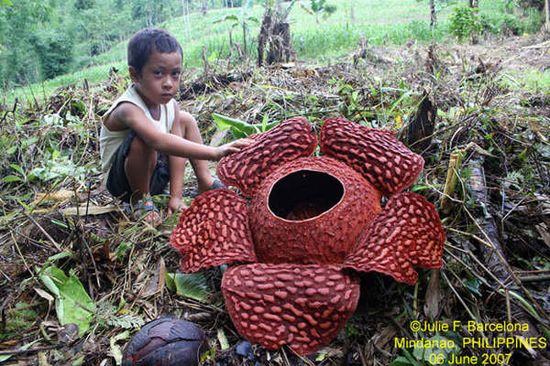 ©Julie F. Barcelona
Mindanao, PHILIPPINES
06 June 2007